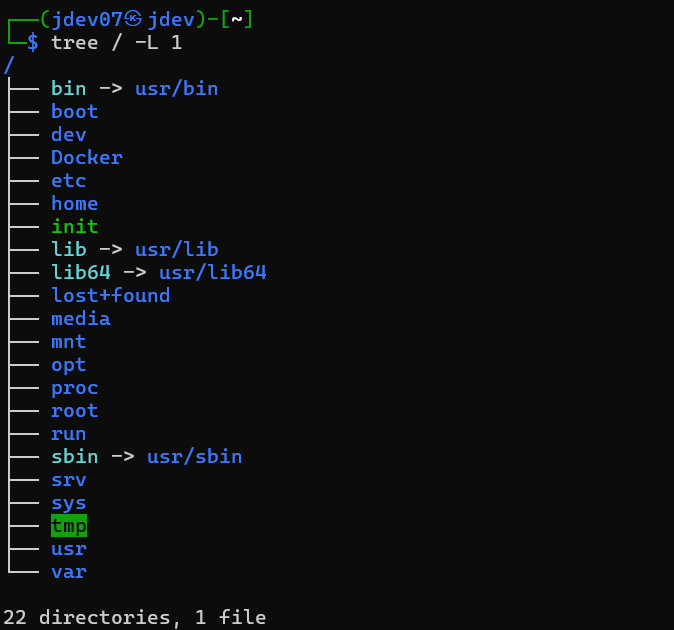 ┌──(jdev07㉿jdev)-[~]
└─$ tree / -L 1
/
├── bin -> usr/bin
├── boot
├── dev
├── Docker
├── etc
├── home
├── init
├── lib -> usr/lib
├── lib64 -> usr/lib64
├── lost+found
├── media
├── mnt
├── opt
├── proc
├── root
├── run
├── sbin -> usr/sbin
├── srv
├── sys
├── tmp
├── usr
└── var
22 directories, 1 file